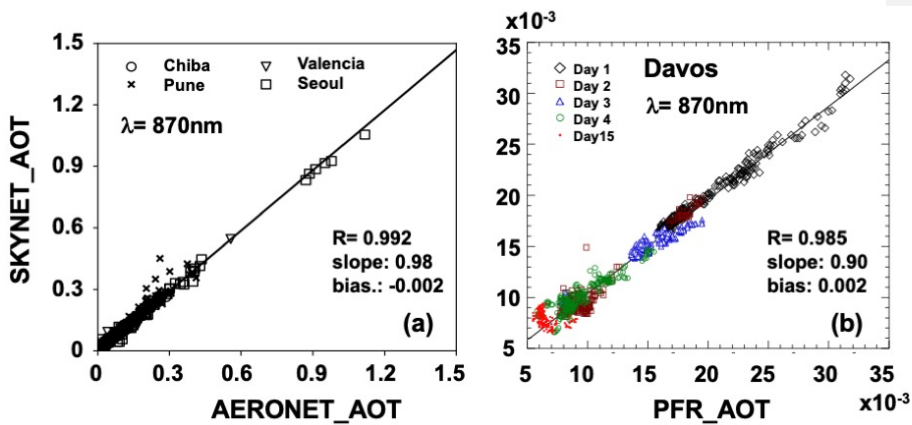 1.5
1.2
0.9
0.6
0.3
0
SKYNET_AOT
Chiba
Pune
Valencia
Seoul
λ= 870nm
R= 0.992
slope: 0.98
bias.: -0.002
(a)
0 0.3 0.6 0.9 1.2 1.5
AERONET_AOT
x10-3
35
30
25
20
15
10
5
Day 1
Day 2
Day 3
Day 4
Day15
Davos
λ= 870nm
R= 0.985
slope: 0.90
bias: 0.002
(b)
5 10 15 20 25 30 35
PFR_AOT
x10-3